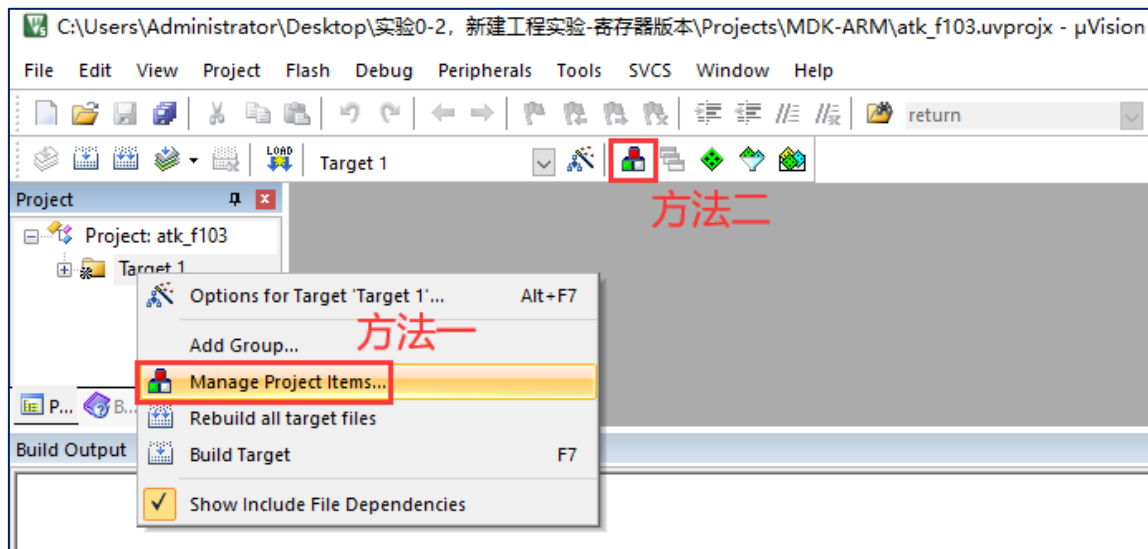 C:\Users\Administrator\Desktop\实验0-2，新建工程实验-寄存器版本\Projects\MDK-ARM\atk_f103.uvprojx - µVision
File Edit View Project Flash Debug Peripherals Tools SVCS Window Help
return
LOAD Target 1
Project
方法二
Project: atk_f103
Target 1
Options for Target 'Target 1'... Alt+F7
方法一
Add Group...
Manage Project Items...
P... B...
Rebuild all target files
Build Output
Build Target F7
Show Include File Dependencies